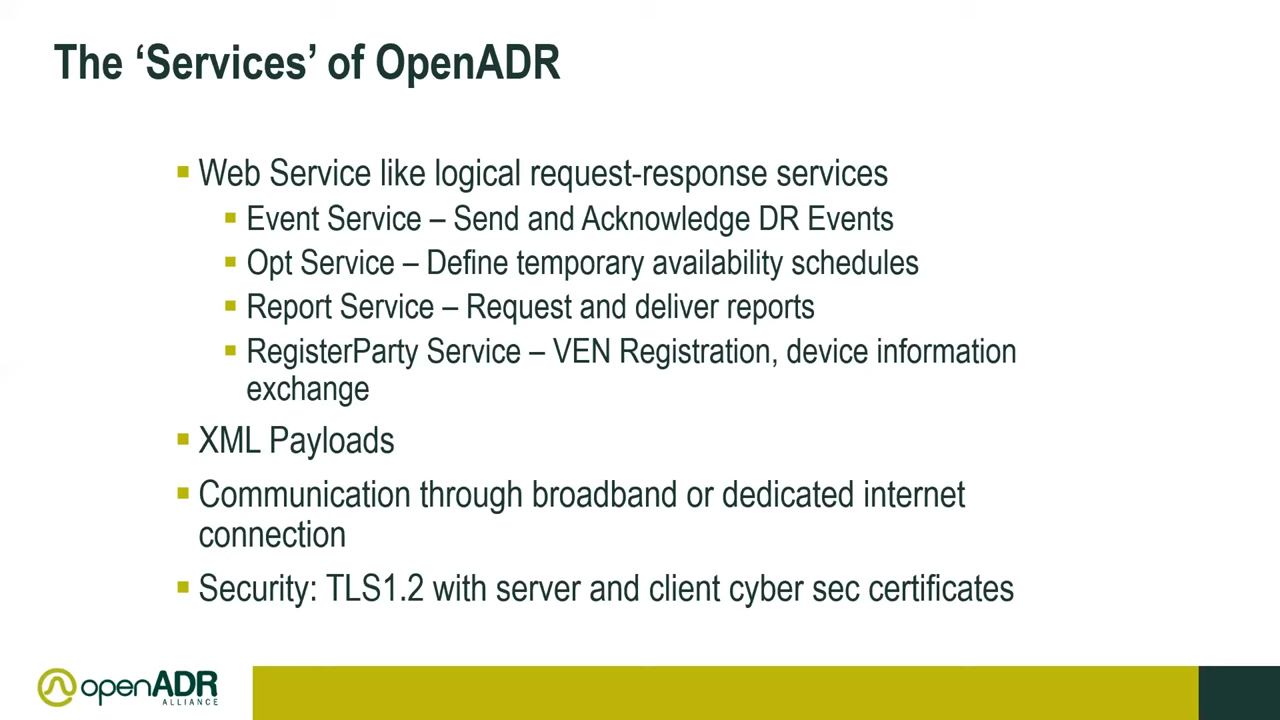 The ‘Services’ of OpenADR
Web Service like logical request-response services
Event Service – Send and Acknowledge DR Events
Opt Service – Define temporary availability schedules
Report Service – Request and deliver reports
RegisterParty Service – VEN Registration, device information
exchange
XML Payloads
Communication through broadband or dedicated internet
connection
Security: TLS1.2 with server and client cyber sec certificates
openADR
ALLIANCE